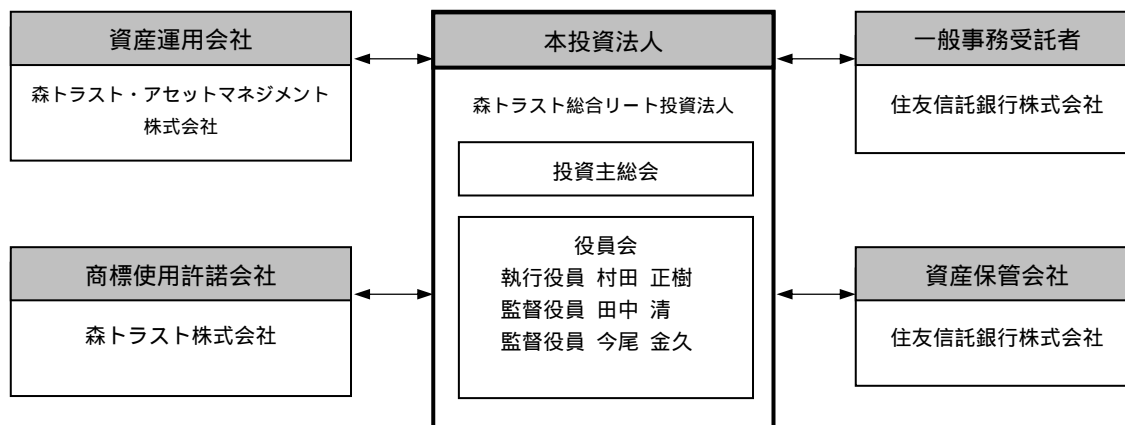 資産運用会社
森トラスト・アセットマネジメント
株式会社
本投資法人
森トラスト総合リート投資法人
投資主総会
役員会
執行役員 村田 正樹
監督役員 田中 清
監督役員 今尾 金久
一般事務受託者
住友信託銀行株式会社
商標使用許諾会社
森トラスト株式会社
資産保管会社
住友信託銀行株式会社